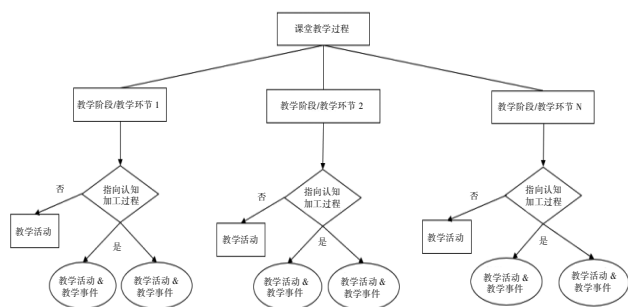 课堂教学过程
教学阶段/教学环节 1
教学阶段/教学环节 2
教学阶段/教学环节 N
指向认知
加工过程
指向认知
加工过程
指向认知
加工过程
否
否
否
教学活动
教学活动
教学活动
是
是
是
教学活动 &
教学事件
教学活动 &
教学事件
教学活动 &
教学事件
教学活动 &
教学事件
教学活动 &
教学事件
教学活动 &
教学事件